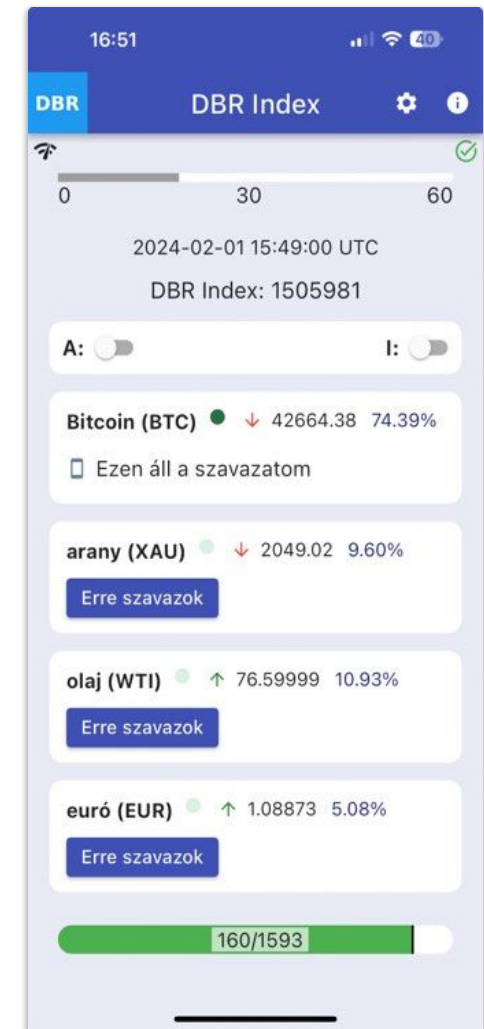 16:51 40
DBR DBR Index
0 30 60
2024-02-01 15:49:00 UTC
DBR Index: 1505981
A: I:
Bitcoin (BTC) 42664.38 74.39%
Ezen áll a szavazatom
arany (XAU) 2049.02 9.60%
Erre szavazok
olaj (WTI) 76.59999 10.93%
Erre szavazok
euró (EUR) 1.08873 5.08%
Erre szavazok
160/1593